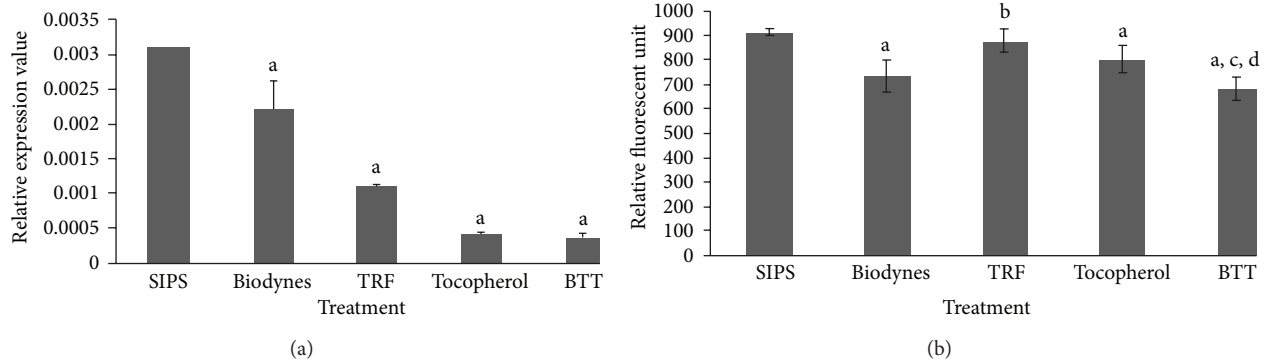 Relative expression value
0.0035
0.003
0.0025
0.002
0.0015
0.001
0.0005
0
a
a
a
a
SIPS Biodynes TRF Tocopherol BTT
Treatment
(a)
Relative fluorescent unit
1000
900
800
700
600
500
400
300
200
100
0
a
b
a
a, c, d
SIPS Biodynes TRF Tocopherol BTT
Treatment
(b)